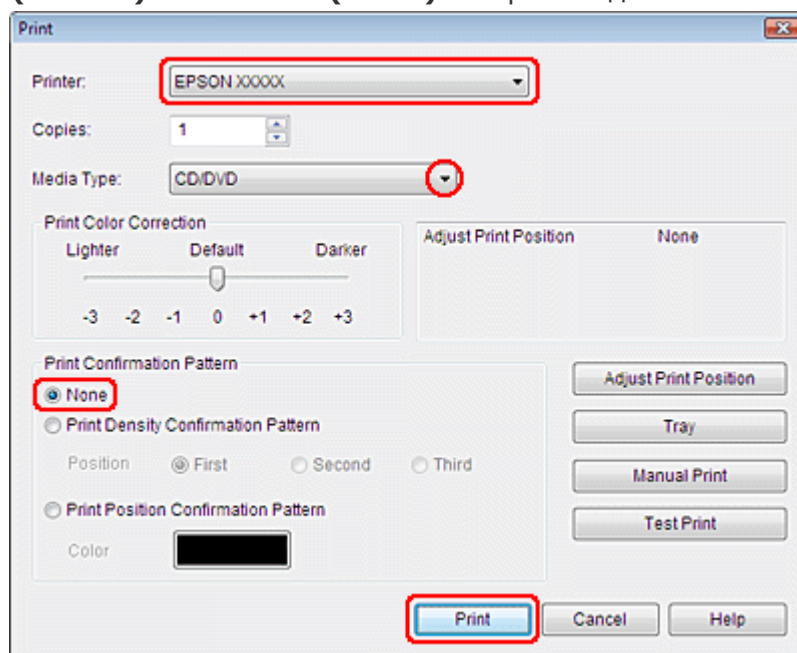 Print
Printer: EPSON XXXXX
Copies: 1
Media Type: CD/DVD
Print Color Correction
Lighter Default Darker
-3 -2 -1 0 +1 +2 +3
Adjust Print Position None
Print Confirmation Pattern
None
Print Density Confirmation Pattern
Position First Second Third
Print Position Confirmation Pattern
Color
Adjust Print Position
Tray
Manual Print
Test Print
Print Cancel Help